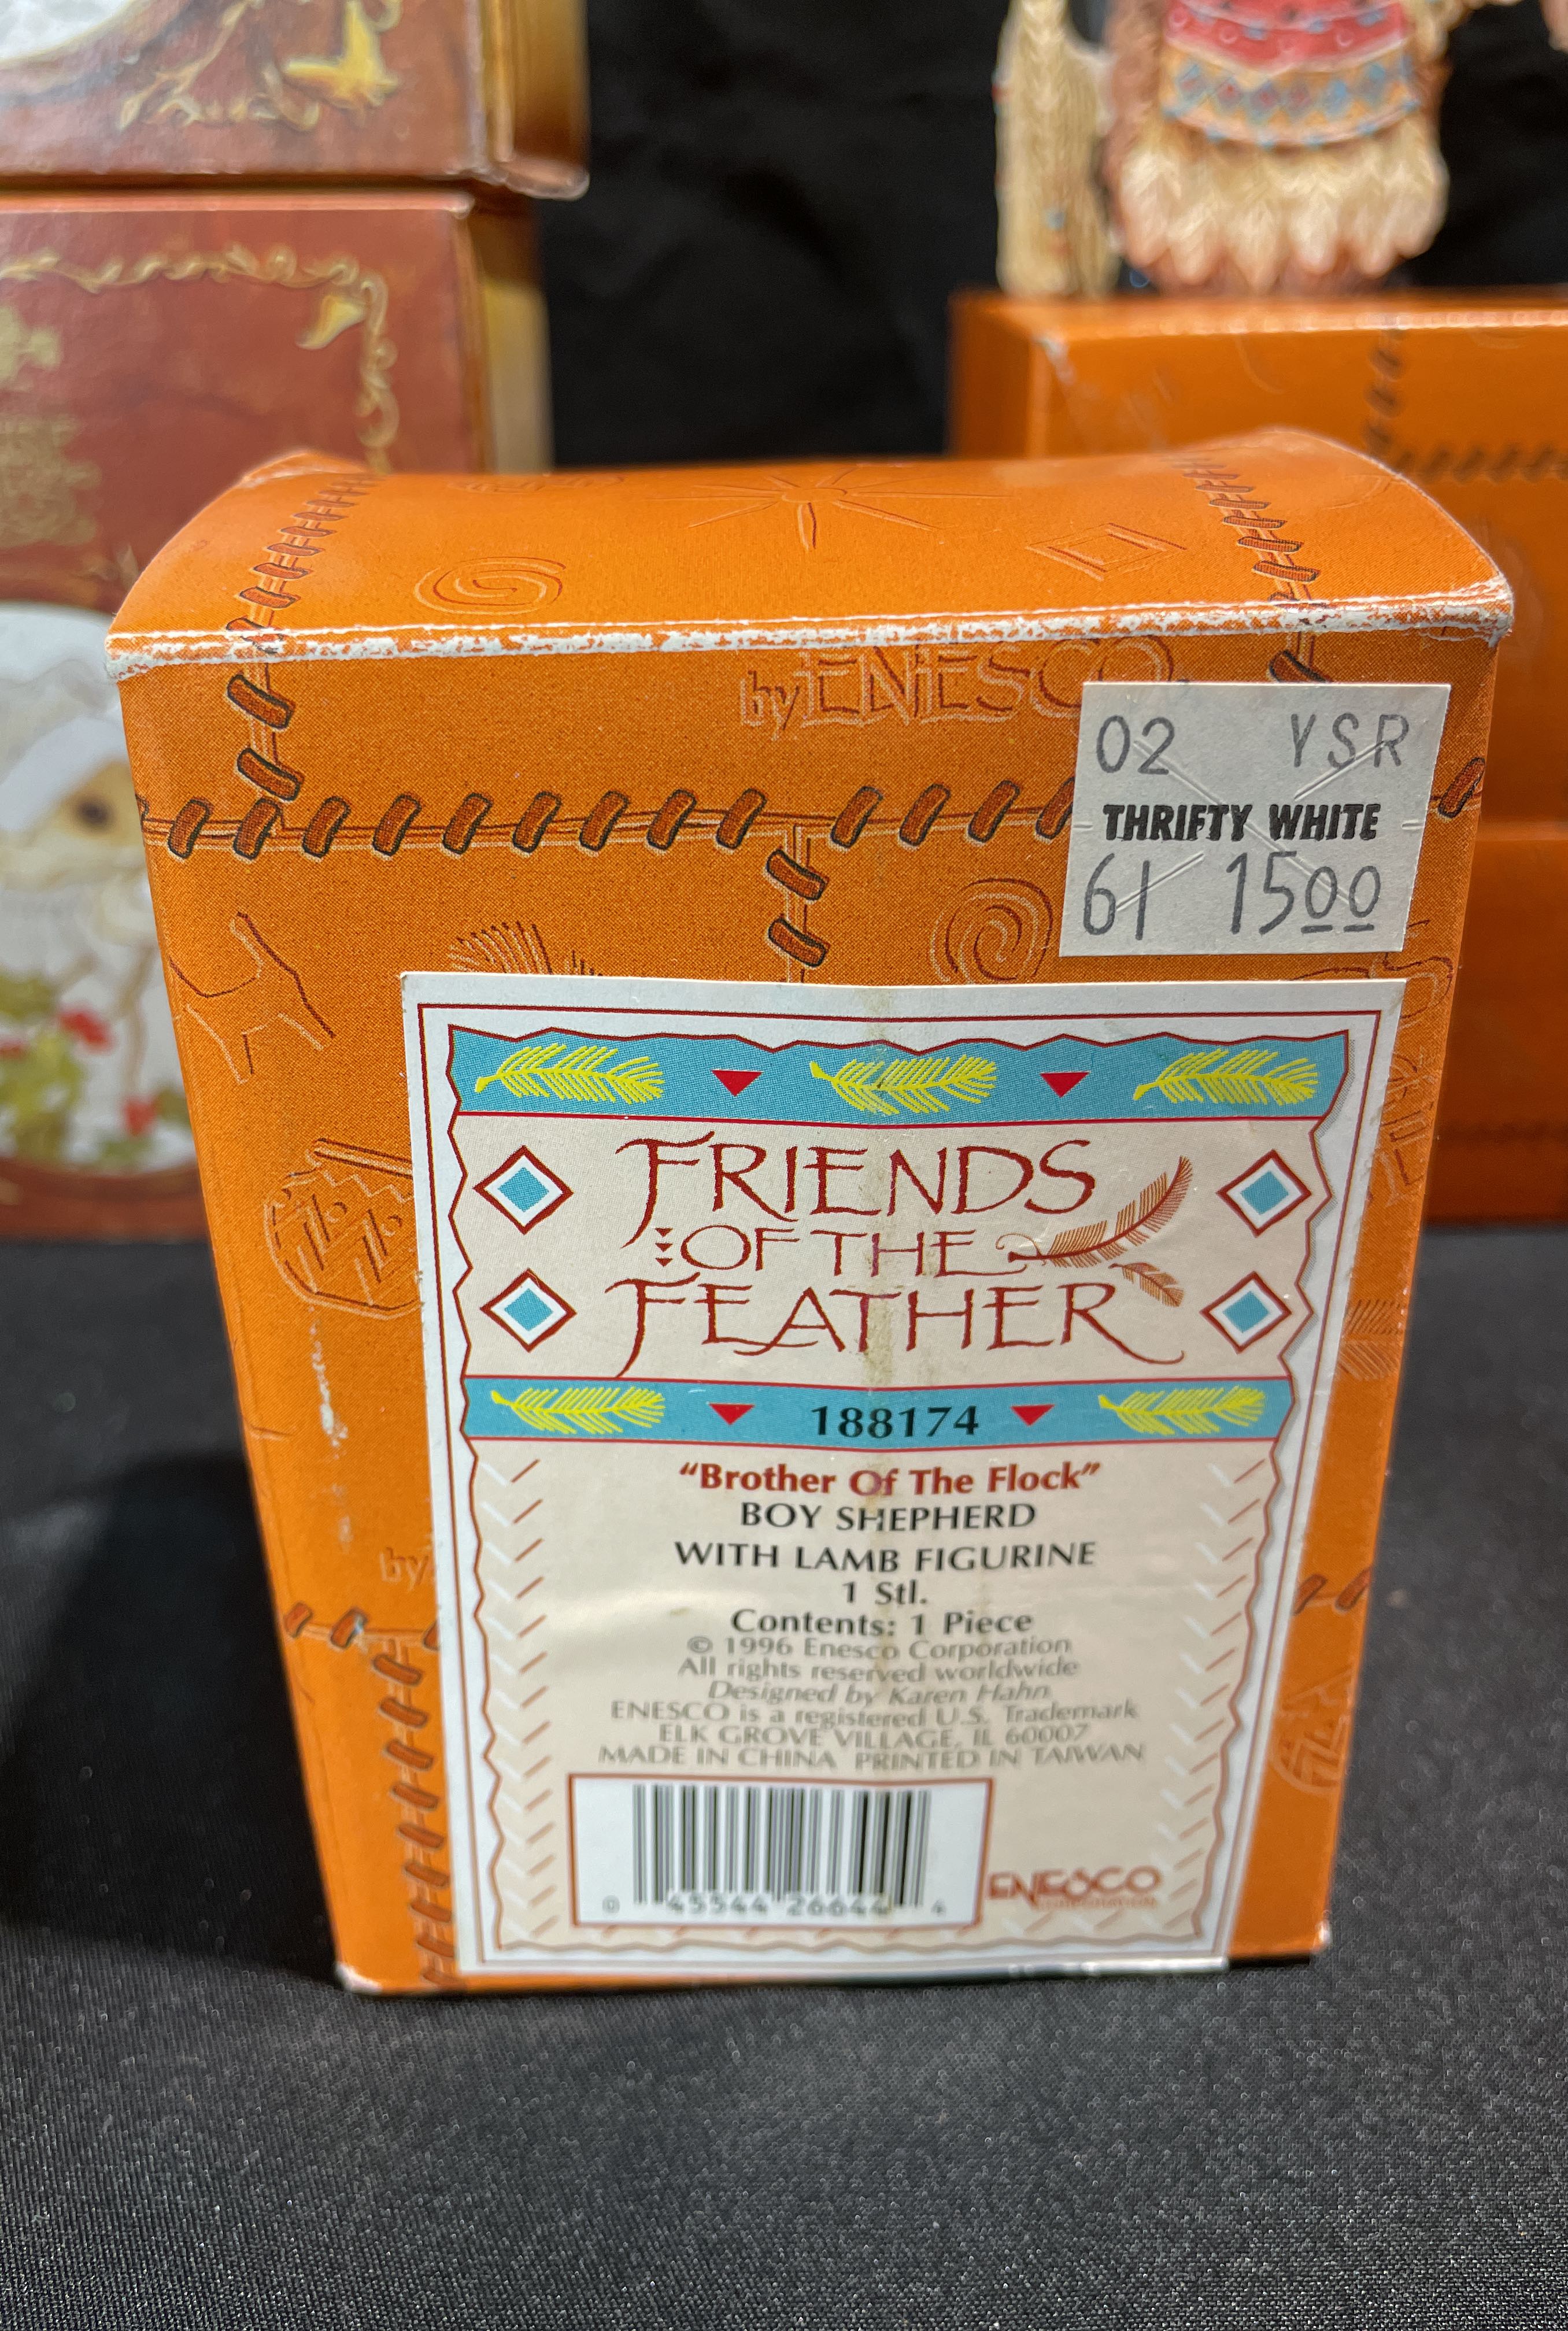 by ENESCO
02 YSR
THRIFTY WHITE
61 1500
FRIENDS
OF THE
FEATHER
188174
"Brother Of The Flock"
BOY SHEPHERD
WITH LAMB FIGURINE
1 Stl.
Contents: 1 Piece
© 1996 Enesco Corporation
All rights reserved worldwide
Designed by Karen Hahn
ENESCO is a registered U.S. Trademark
ELK GROVE VILLAGE, IL 60007
MADE IN CHINA PRINTED IN TAIWAN
0 45544 26644 4
ENESCO
by